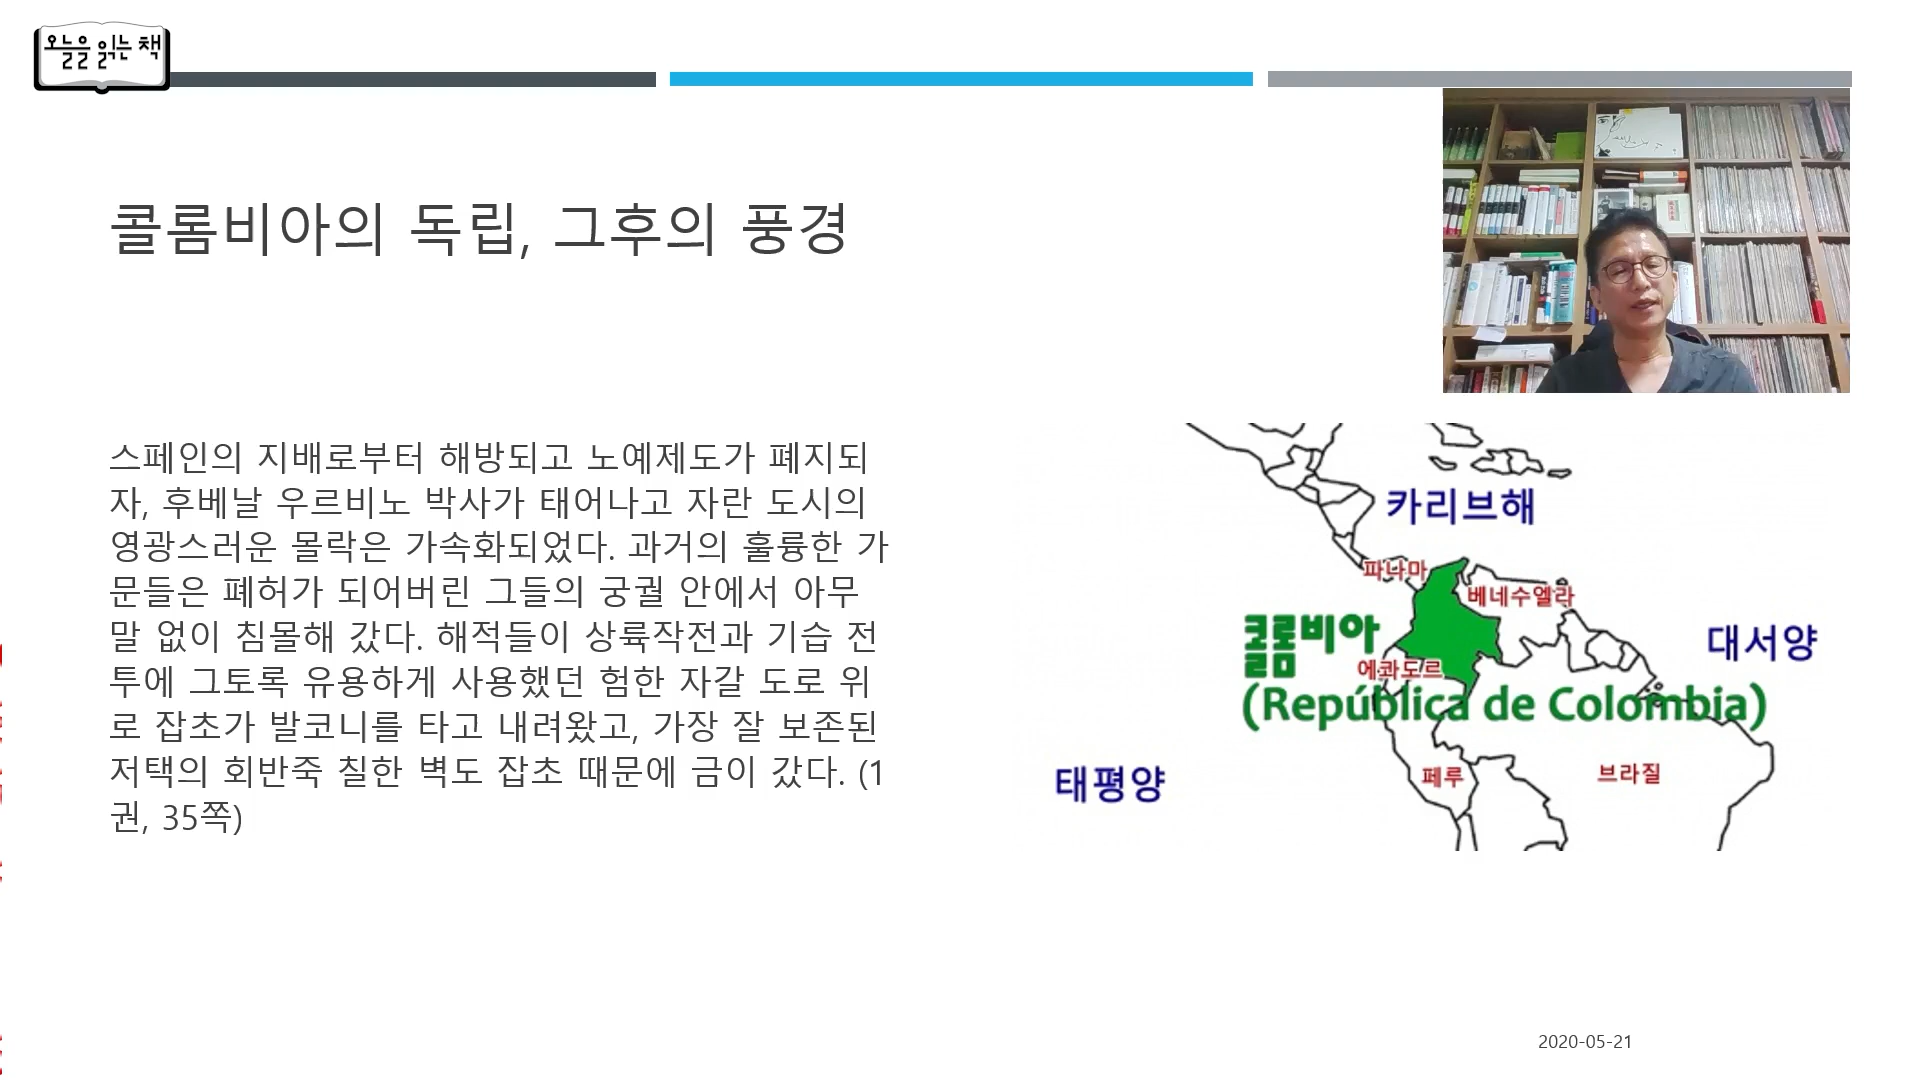 오늘을 읽는 책
콜롬비아의 독립, 그후의 풍경
스페인의 지배로부터 해방되고 노예제도가 폐지되
자, 후베날 우르비노 박사가 태어나고 자란 도시의
영광스러운 몰락은 가속화되었다. 과거의 훌륭한 가
문들은 폐허가 되어버린 그들의 궁궐 안에서 아무
말 없이 침몰해 갔다. 해적들이 상륙작전과 기습 전
투에 그토록 유용하게 사용했던 험한 자갈 도로 위
로 잡초가 발코니를 타고 내려왔고, 가장 잘 보존된
저택의 회반죽 칠한 벽도 잡초 때문에 금이 갔다. (1
권, 35쪽)
카리브해
파나마
베네수엘라
콜롬비아
대서양
에콰도르
(República de Colombia)
태평양
페루
브라질
2020-05-21